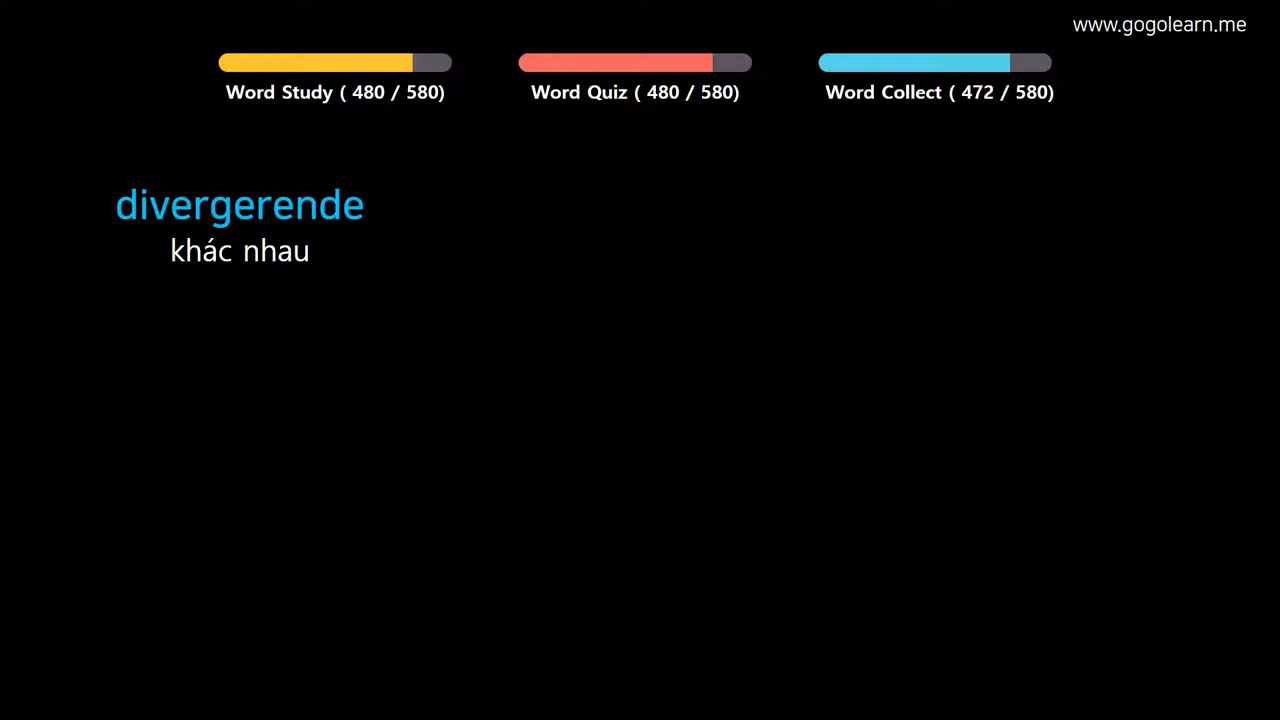 www.gogolearn.me
Word Study ( 480 / 580)
Word Quiz ( 480 / 580)
Word Collect ( 472 / 580)
divergerende
khác nhau